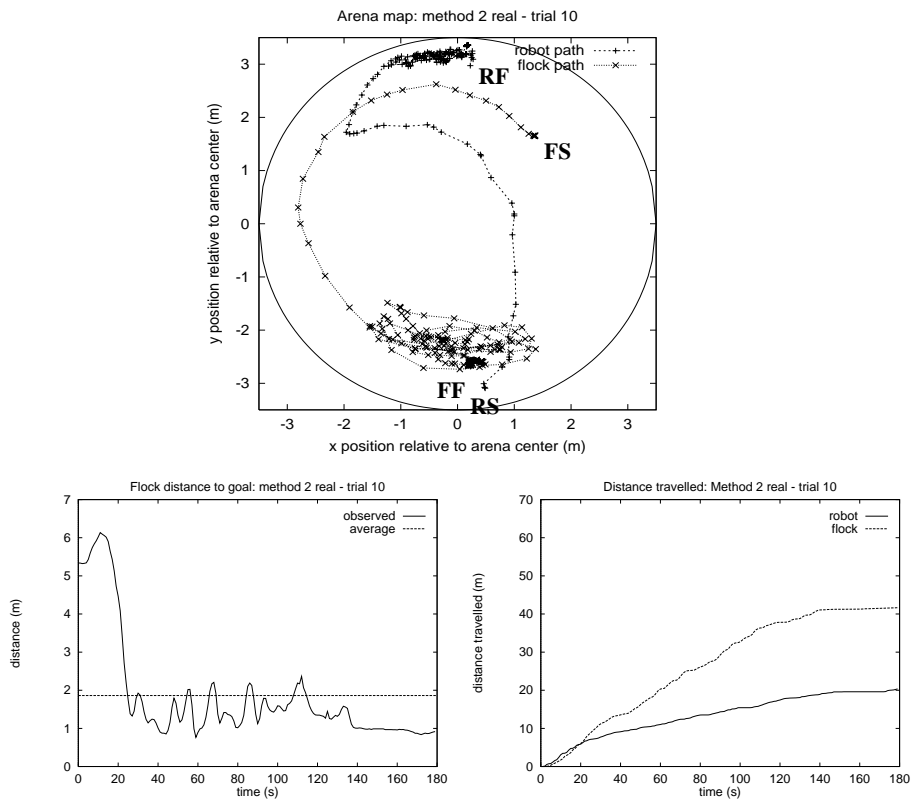 Arena map: method 2 real - trial 10
robot path
flock path
RF
FS
FF
RS
3
2
1
0
-1
-2
-3
-3 -2 -1 0 1 2 3
y position relative to arena center (m)
x position relative to arena center (m)
Flock distance to goal: method 2 real - trial 10
observed
average
7
6
5
4
3
2
1
0
0 20 40 60 80 100 120 140 160 180
distance (m)
time (s)
Distance travelled: Method 2 real - trial 10
robot
flock
70
60
50
40
30
20
10
0
0 20 40 60 80 100 120 140 160 180
distance travelled (m)
time (s)